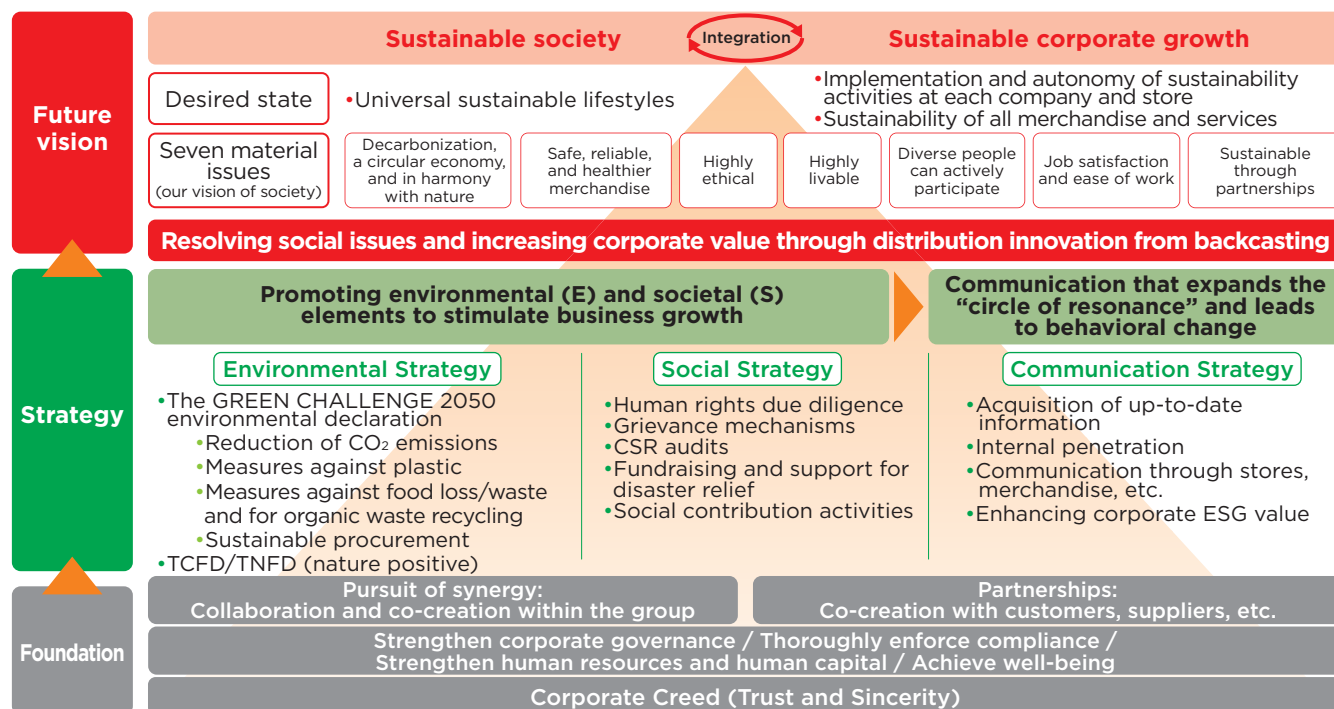 Future
vision
Sustainable society
Integration
Sustainable corporate growth
Desired state
•Universal sustainable lifestyles
•Implementation and autonomy of sustainability
activities at each company and store
•Sustainability of all merchandise and services
Seven material
issues
(our vision of society)
Decarbonization,
a circular economy,
and in harmony
with nature
Safe, reliable,
and healthier
merchandise
Highly
ethical
Highly
livable
Diverse people
can actively
participate
Job satisfaction
and ease of work
Sustainable
through
partnerships
Resolving social issues and increasing corporate value through distribution innovation from backcasting
Strategy
Promoting environmental (E) and societal (S)
elements to stimulate business growth
Communication that expands the
“circle of resonance” and leads
to behavioral change
Environmental Strategy
•The GREEN CHALLENGE 2050
environmental declaration
•Reduction of CO₂ emissions
•Measures against plastic
•Measures against food loss/waste
and for organic waste recycling
•Sustainable procurement
•TCFD/TNFD (nature positive)
Social Strategy
•Human rights due diligence
•Grievance mechanisms
•CSR audits
•Fundraising and support for
disaster relief
•Social contribution activities
Communication Strategy
•Acquisition of up-to-date
information
•Internal penetration
•Communication through stores,
merchandise, etc.
•Enhancing corporate ESG value
Foundation
Pursuit of synergy:
Collaboration and co-creation within the group
Partnerships:
Co-creation with customers, suppliers, etc.
Strengthen corporate governance / Thoroughly enforce compliance /
Strengthen human resources and human capital / Achieve well-being
Corporate Creed (Trust and Sincerity)